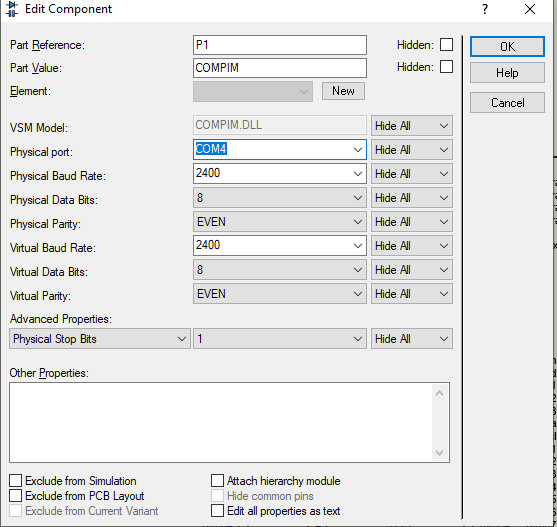 Edit Component ? ×
Part Reference: P1 Hidden: OK
Part Value: COMPIM Hidden: Help
Element: New Cancel
VSM Model: COMPIM.DLL Hide All
Physical port: COM4 Hide All
Physical Baud Rate: 2400 Hide All
Physical Data Bits: 8 Hide All
Physical Parity: EVEN Hide All
Virtual Baud Rate: 2400 Hide All
Virtual Data Bits: 8 Hide All
Virtual Parity: EVEN Hide All
Advanced Properties:
Physical Stop Bits 1 Hide All
Other Properties:
Exclude from Simulation Attach hierarchy module
Exclude from PCB Layout Hide common pins
Exclude from Current Variant Edit all properties as text